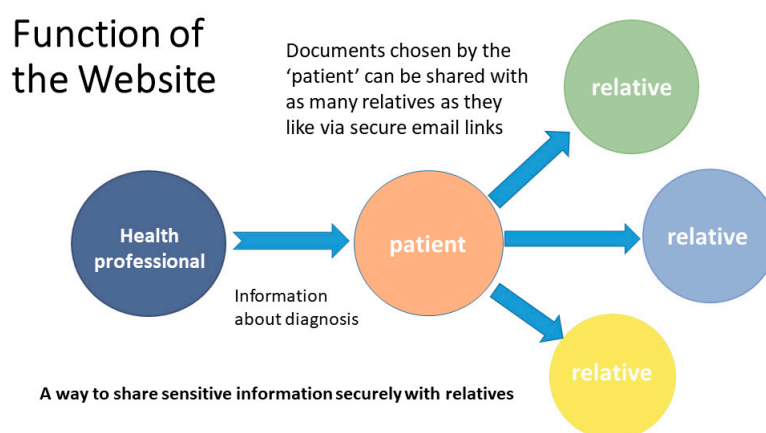 Function of
the Website
Documents chosen by the
‘patient’ can be shared with
as many relatives as they
like via secure email links
relative
Health
professional
patient
relative
Information
about diagnosis
relative
A way to share sensitive information securely with relatives